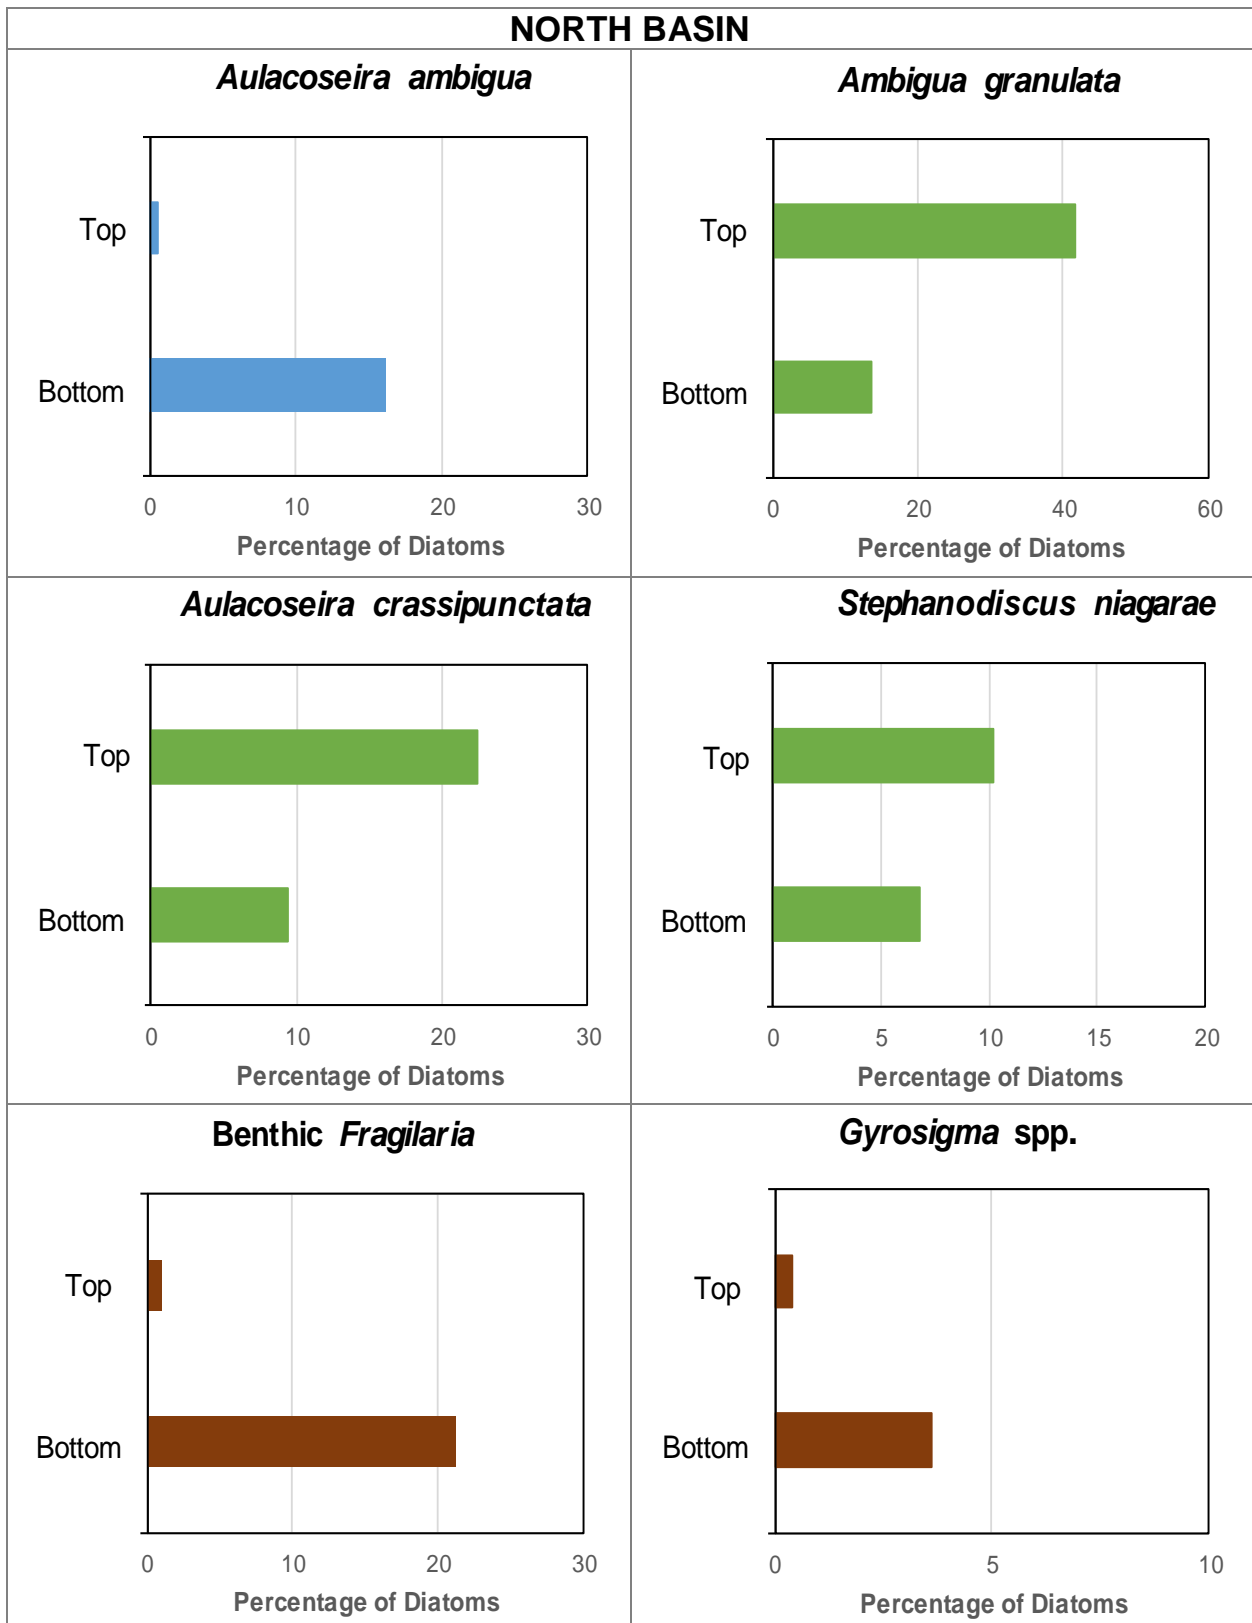 NORTH BASIN
Aulacoseira ambigua
Top
Bottom
0 10 20 30
Percentage of Diatoms
Ambigua granulata
Top
Bottom
0 20 40 60
Percentage of Diatoms
Aulacoseira crassipunctata
Top
Bottom
0 10 20 30
Percentage of Diatoms
Stephanodiscus niagarae
Top
Bottom
0 5 10 15 20
Percentage of Diatoms
Benthic Fragilaria
Top
Bottom
0 10 20 30
Percentage of Diatoms
Gyrosigma spp.
Top
Bottom
0 5 10
Percentage of Diatoms